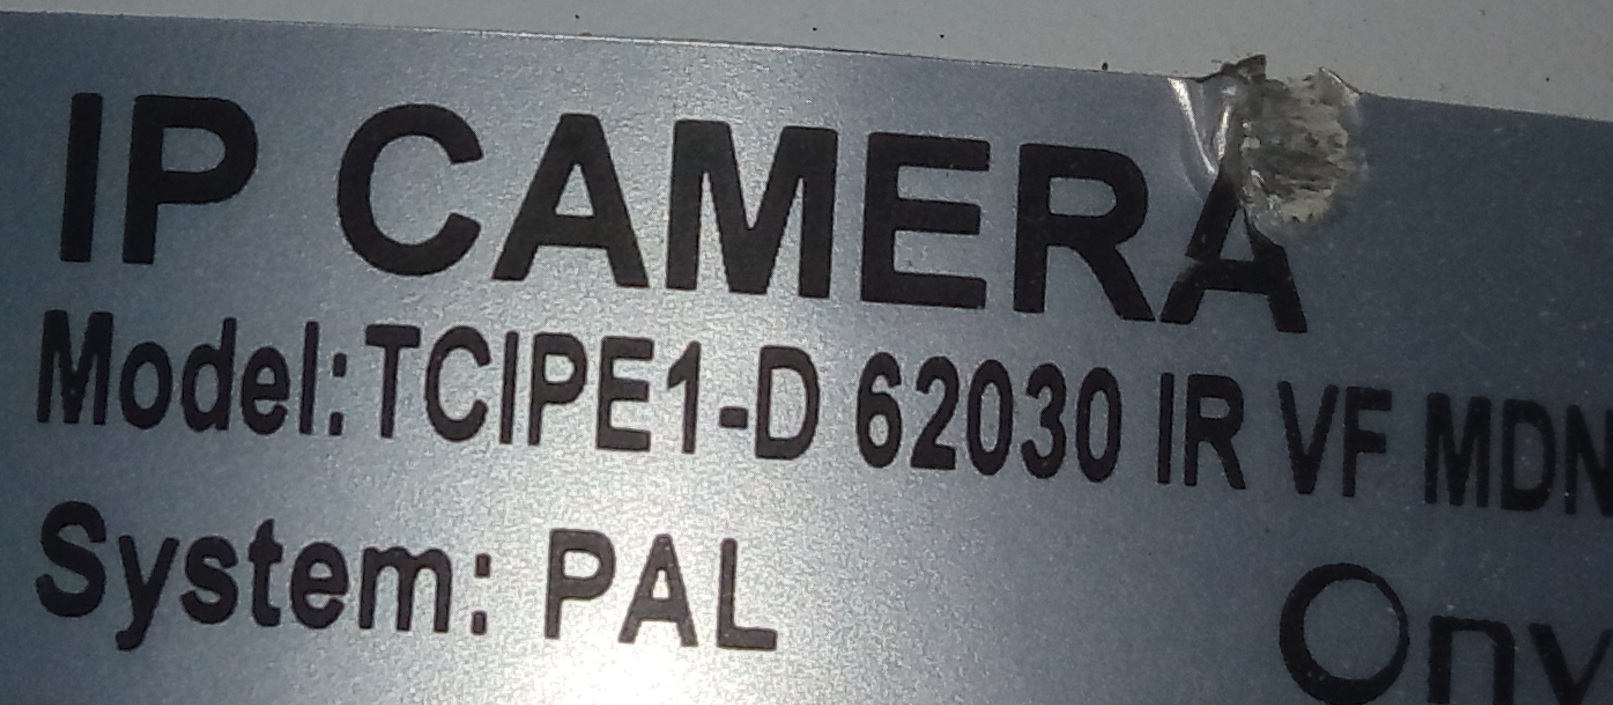 IP CAMERA
Model:TCIPE1-D 62030 IR VF MDN
System: PAL